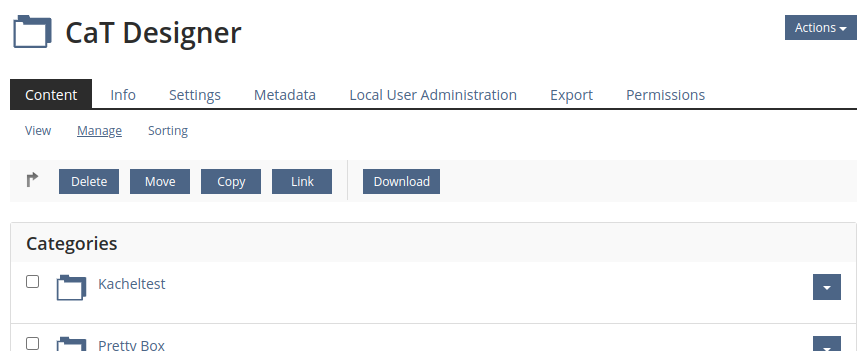 CaT Designer
Actions
Content Info Settings Metadata Local User Administration Export Permissions
View Manage Sorting
Delete Move Copy Link Download
Categories
Kacheltest
Pretty Box